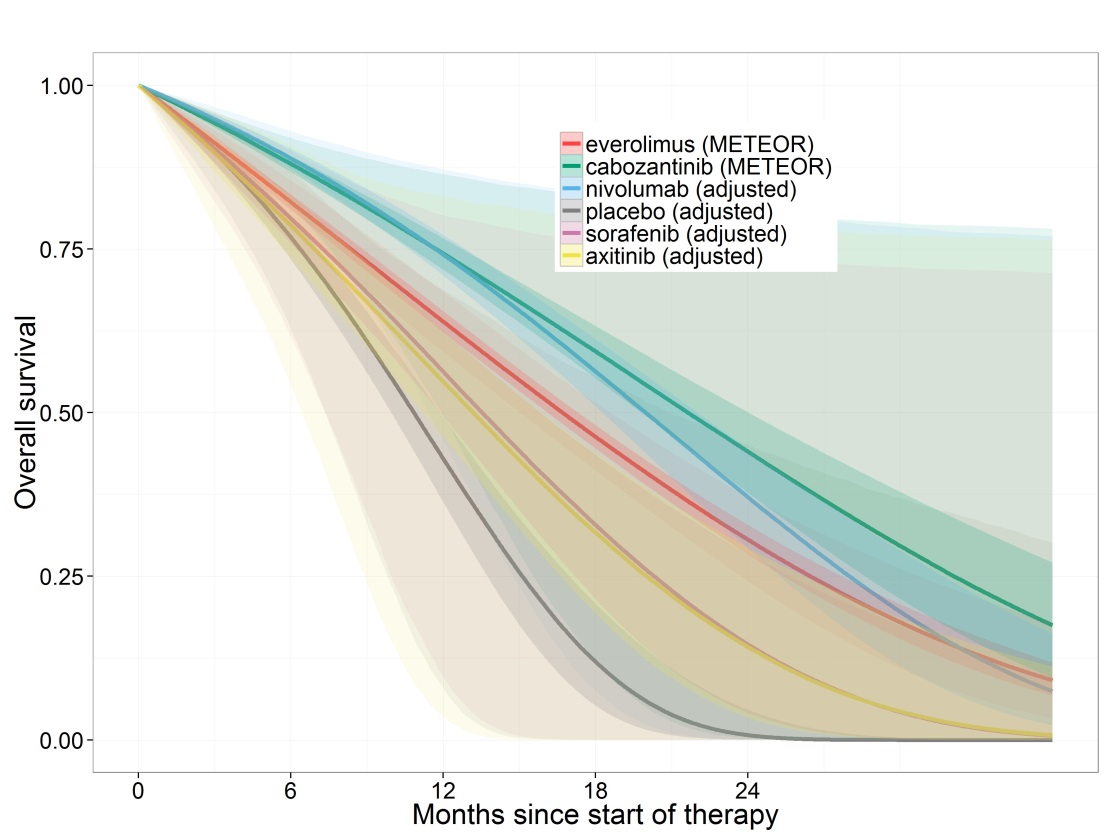 1.00
0.75
0.50
0.25
0.00
Overall survival
everolimus (METEOR)
cabozantinib (METEOR)
nivolumab (adjusted)
placebo (adjusted)
sorafenib (adjusted)
axitinib (adjusted)
0 6 12 18 24
Months since start of therapy